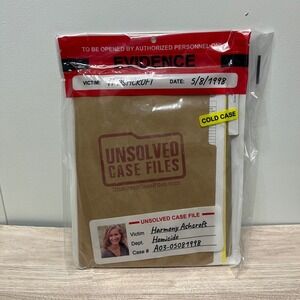 TO BE OPENED BY AUTHORIZED PERSONNEL
EVIDENCE
VICTIM: H. ASHCROFT DATE: 5/8/1998
COLD CASE
UNSOLVED
CASE FILES
UNSOLVED CASE FILE
Victim Harmony Ashcroft
Dept. Homicide
Case # A03-05081998